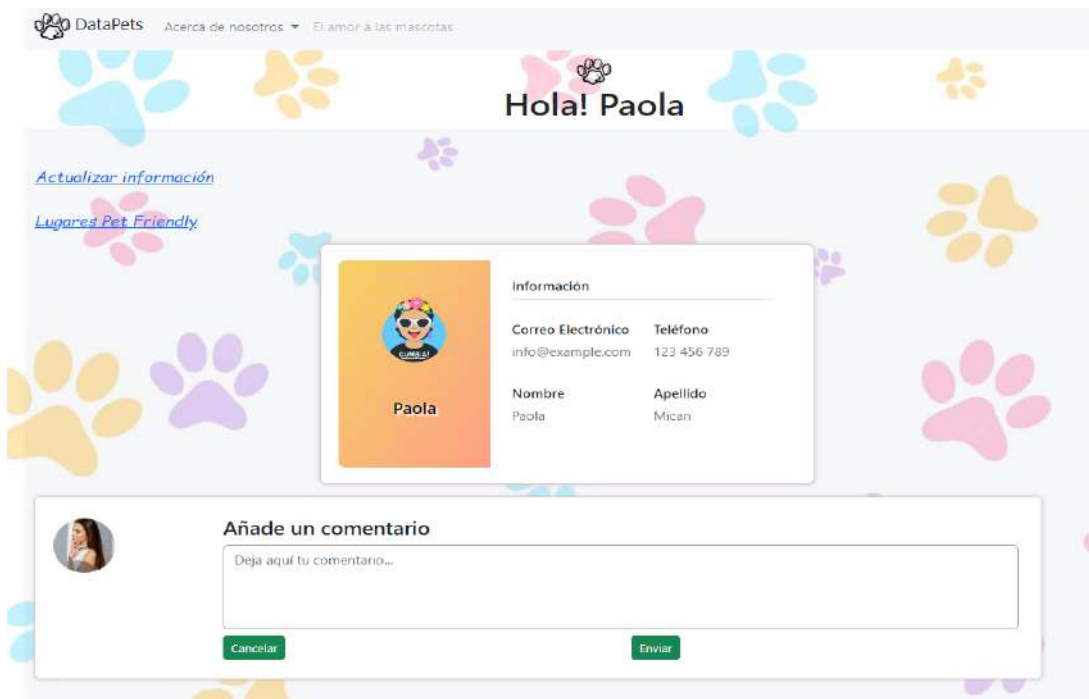 DataPets Acerca de nosotros El amor a las mascotas
Hola! Paola
Actualizar información
Lugares Pet Friendly
Información
Correo Electrónico Teléfono
info@example.com 123 456 789
Nombre Apellido
Paola Mican
CUMBIA!
Paola
Añade un comentario
Deja aquí tu comentario...
Cancelar Enviar